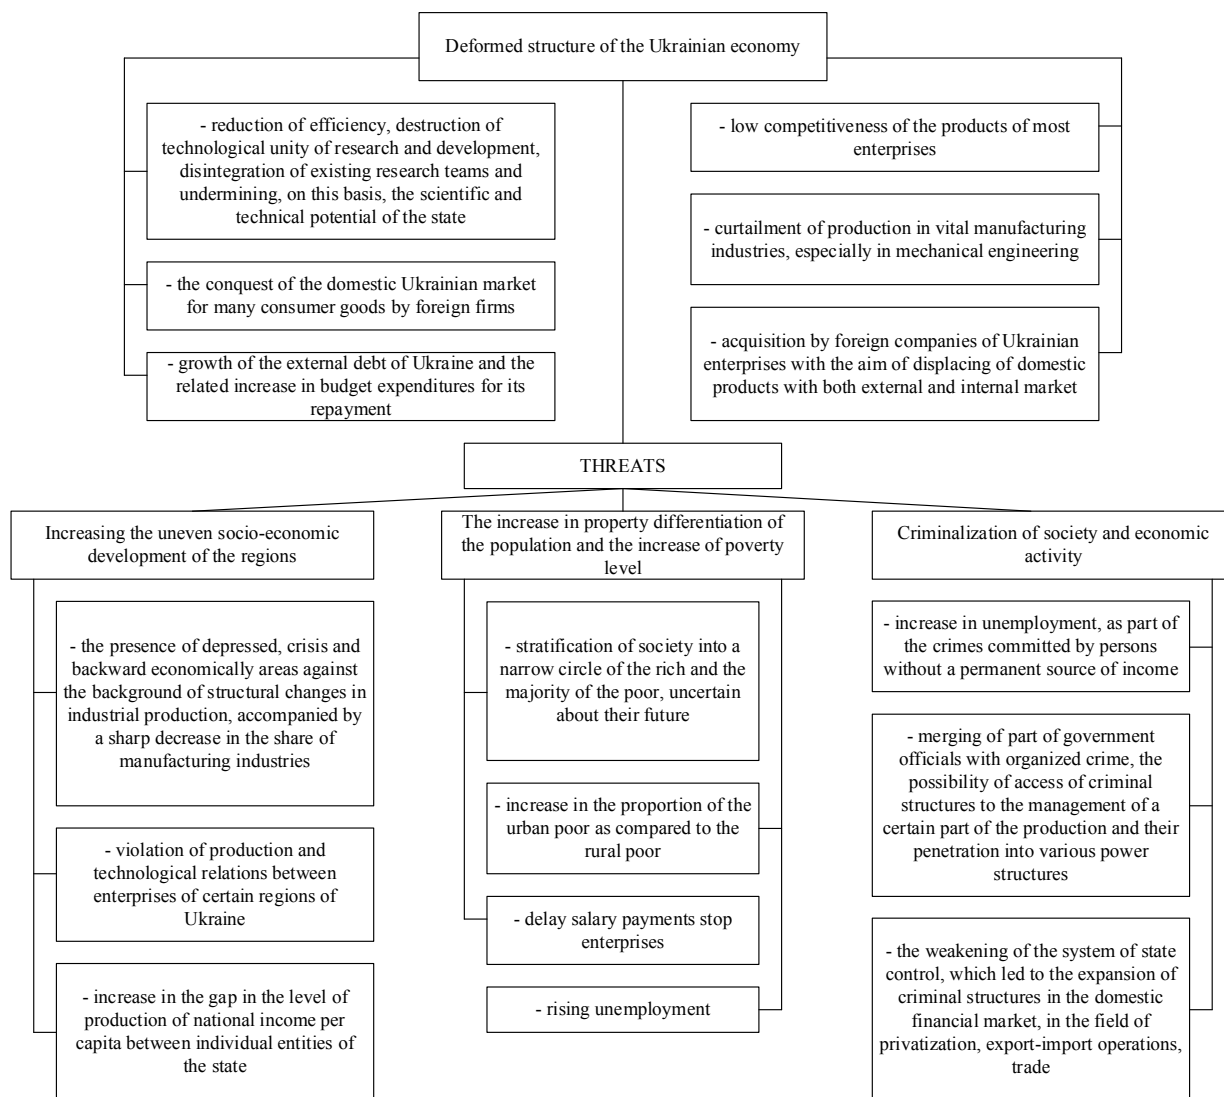 Deformed structure of the Ukrainian economy
- reduction of efficiency, destruction of
technological unity of research and development,
disintegration of existing research teams and
undermining, on this basis, the scientific and
technical potential of the state
- the conquest of the domestic Ukrainian market
for many consumer goods by foreign firms
- growth of the external debt of Ukraine and the
related increase in budget expenditures for its
repayment
- low competitiveness of the products of most
enterprises
- curtailment of production in vital manufacturing
industries, especially in mechanical engineering
- acquisition by foreign companies of Ukrainian
enterprises with the aim of displacing of domestic
products with both external and internal market
THREATS
Increasing the uneven socio-economic
development of the regions
- the presence of depressed, crisis and
backward economically areas against
the background of structural changes in
industrial production, accompanied by
a sharp decrease in the share of
manufacturing industries
- violation of production and
technological relations between
enterprises of certain regions of
Ukraine
- increase in the gap in the level of
production of national income per
capita between individual entities of
the state
The increase in property differentiation of
the population and the increase of poverty
level
- stratification of society into a
narrow circle of the rich and the
majority of the poor, uncertain
about their future
- increase in the proportion of the
urban poor as compared to the
rural poor
- delay salary payments stop
enterprises
- rising unemployment
Criminalization of society and economic
activity
- increase in unemployment, as part of
the crimes committed by persons
without a permanent source of income
- merging of part of government
officials with organized crime, the
possibility of access of criminal
structures to the management of a
certain part of the production and their
penetration into various power
structures
- the weakening of the system of state
control, which led to the expansion of
criminal structures in the domestic
financial market, in the field of
privatization, export-import operations,
trade